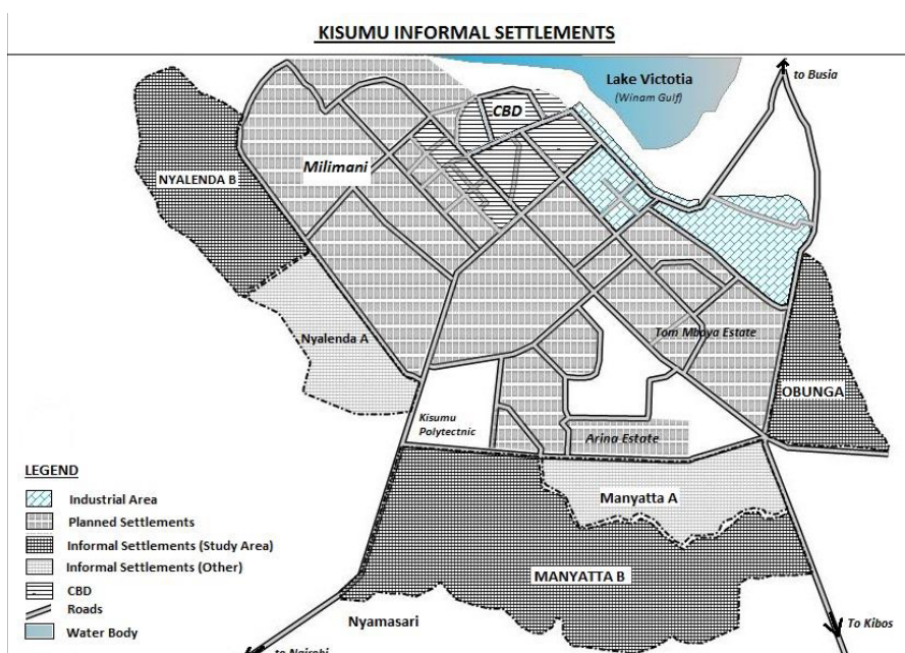 KISUMU INFORMAL SETTLEMENTS
Lake Victotia
(Winam Gulf)
to Busia
CBD
Milimani
NYALENDA B
Nyalenda A
Tom Mboya Estate
OBUNGA
Kisumu
Polytectnic
Arina Estate
Manyatta A
MANYATTA B
Nyamasari
To Kibos
to Nairobi
LEGEND
Industrial Area
Planned Settlements
Informal Settlements (Study Area)
Informal Settlements (Other)
CBD
Roads
Water Body